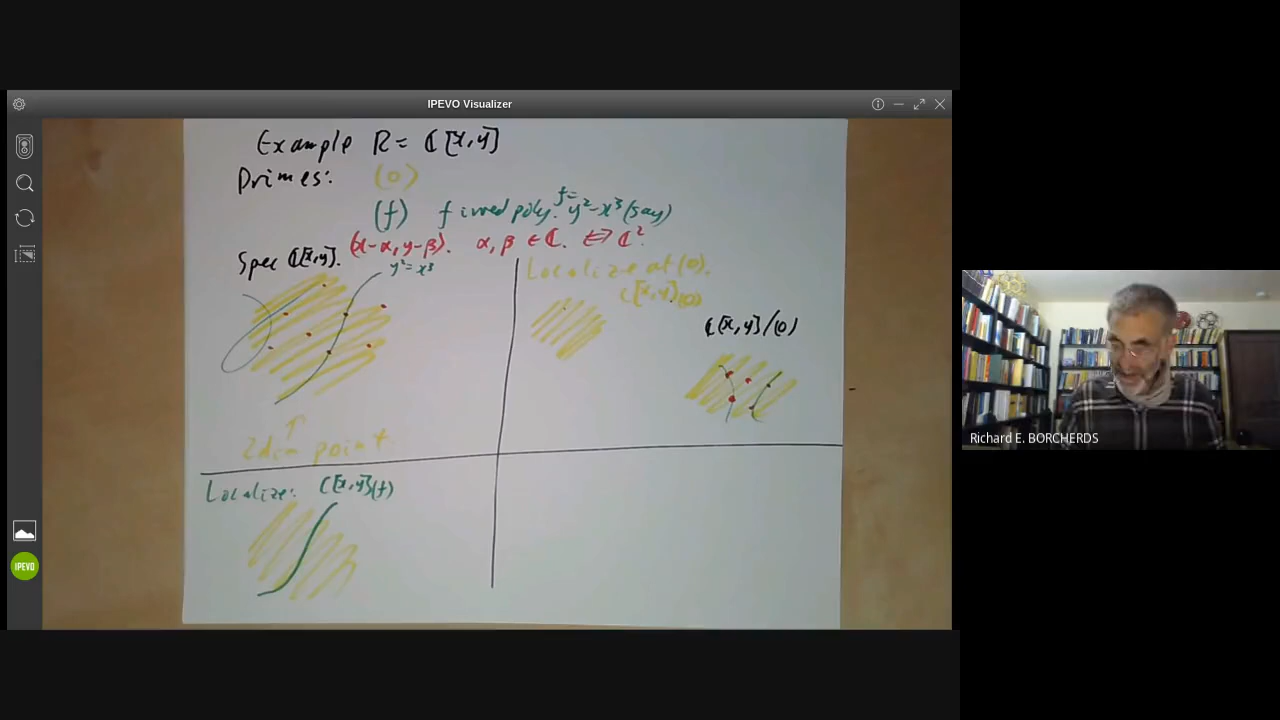 IPEVO Visualizer
Example R = ℂ[x,y]
Primes: (0)
(f) f irred poly. f= y²-x³ (say)
(x-α, y-β). α, β ∈ ℂ. ⇔ ℂ².
Spec ℂ[x,y].
y²=x³
Localize at (0).
ℂ[x,y](0)
ℂ[x,y]/(0)
↑
2 dim point.
Localize: ℂ[x,y](f)
IPEVO
Richard E. BORCHERDS